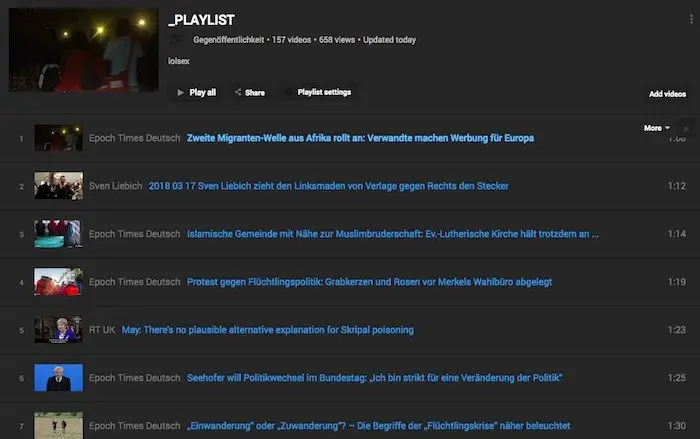 _PLAYLIST
Gegenöffentlichkeit • 157 videos • 658 views • Updated today
lolsex
Play all Share Playlist settings
Add videos
More
1 Epoch Times Deutsch Zweite Migranten-Welle aus Afrika rollt an: Verwandte machen Werbung für Europa 1:06
2 Sven Liebich 2018 03 17 Sven Liebich zieht den Linksmaden von Verlage gegen Rechts den Stecker 1:12
3 Epoch Times Deutsch Islamische Gemeinde mit Nähe zur Muslimbruderschaft: Ev.-Lutherische Kirche hält trotzdem an ... 1:14
4 Epoch Times Deutsch Protest gegen Flüchtlingspolitik: Grabkerzen und Rosen vor Merkels Wahlbüro abgelegt 1:19
5 RT UK May: There's no plausible alternative explanation for Skripal poisoning 1:23
6 Epoch Times Deutsch Seehofer will Politikwechsel im Bundestag: „Ich bin strikt für eine Veränderung der Politik“ 1:25
7 Epoch Times Deutsch „Einwanderung“ oder „Zuwanderung“? – Die Begriffe der „Flüchtlingskrise“ näher beleuchtet 1:30